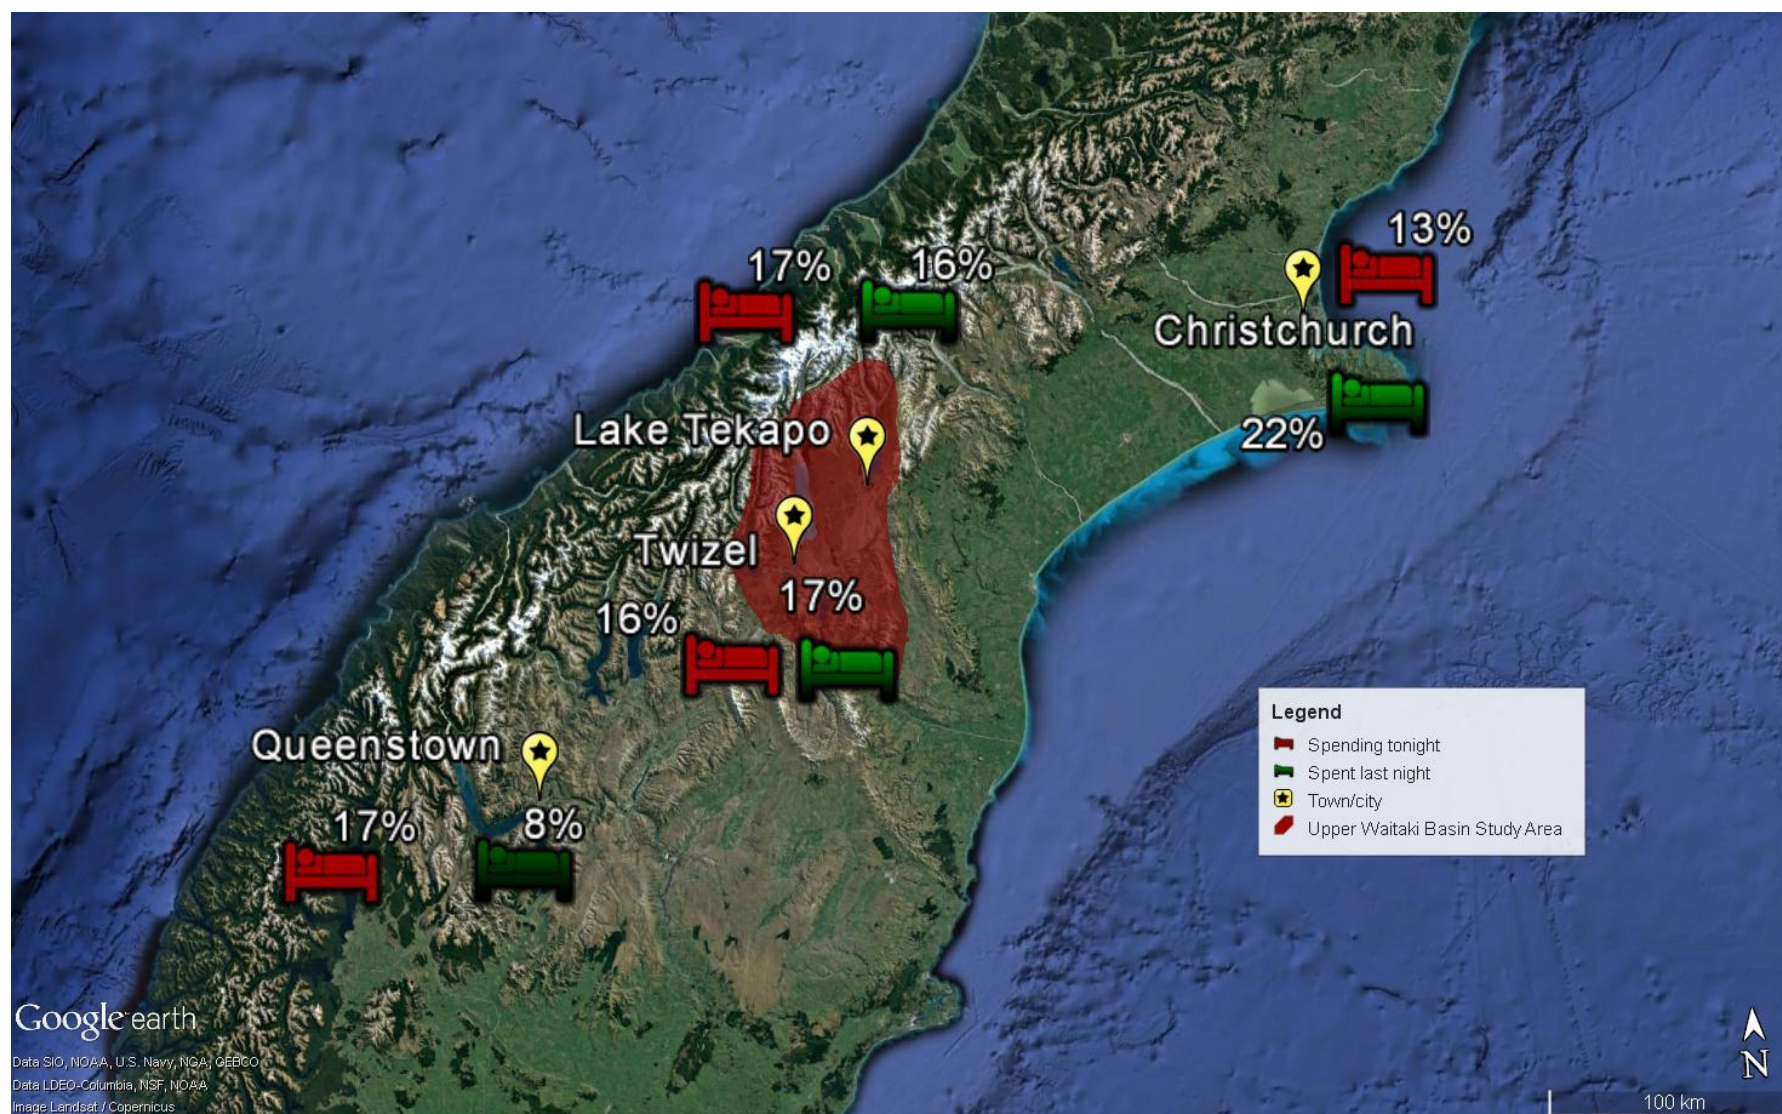 13%
17%
16%
Christchurch
Lake Tekapo
22%
Twizel
17%
16%
Legend
Spending tonight
Spent last night
Town/city
Upper Waitaki Basin Study Area
Queenstown
17%
8%
Google earth
Data SIO, NOAA, U.S. Navy, NGA, GEBCO
Data LDEO-Columbia, NSF, NOAA
Image Landsat / Copernicus
N
100 km